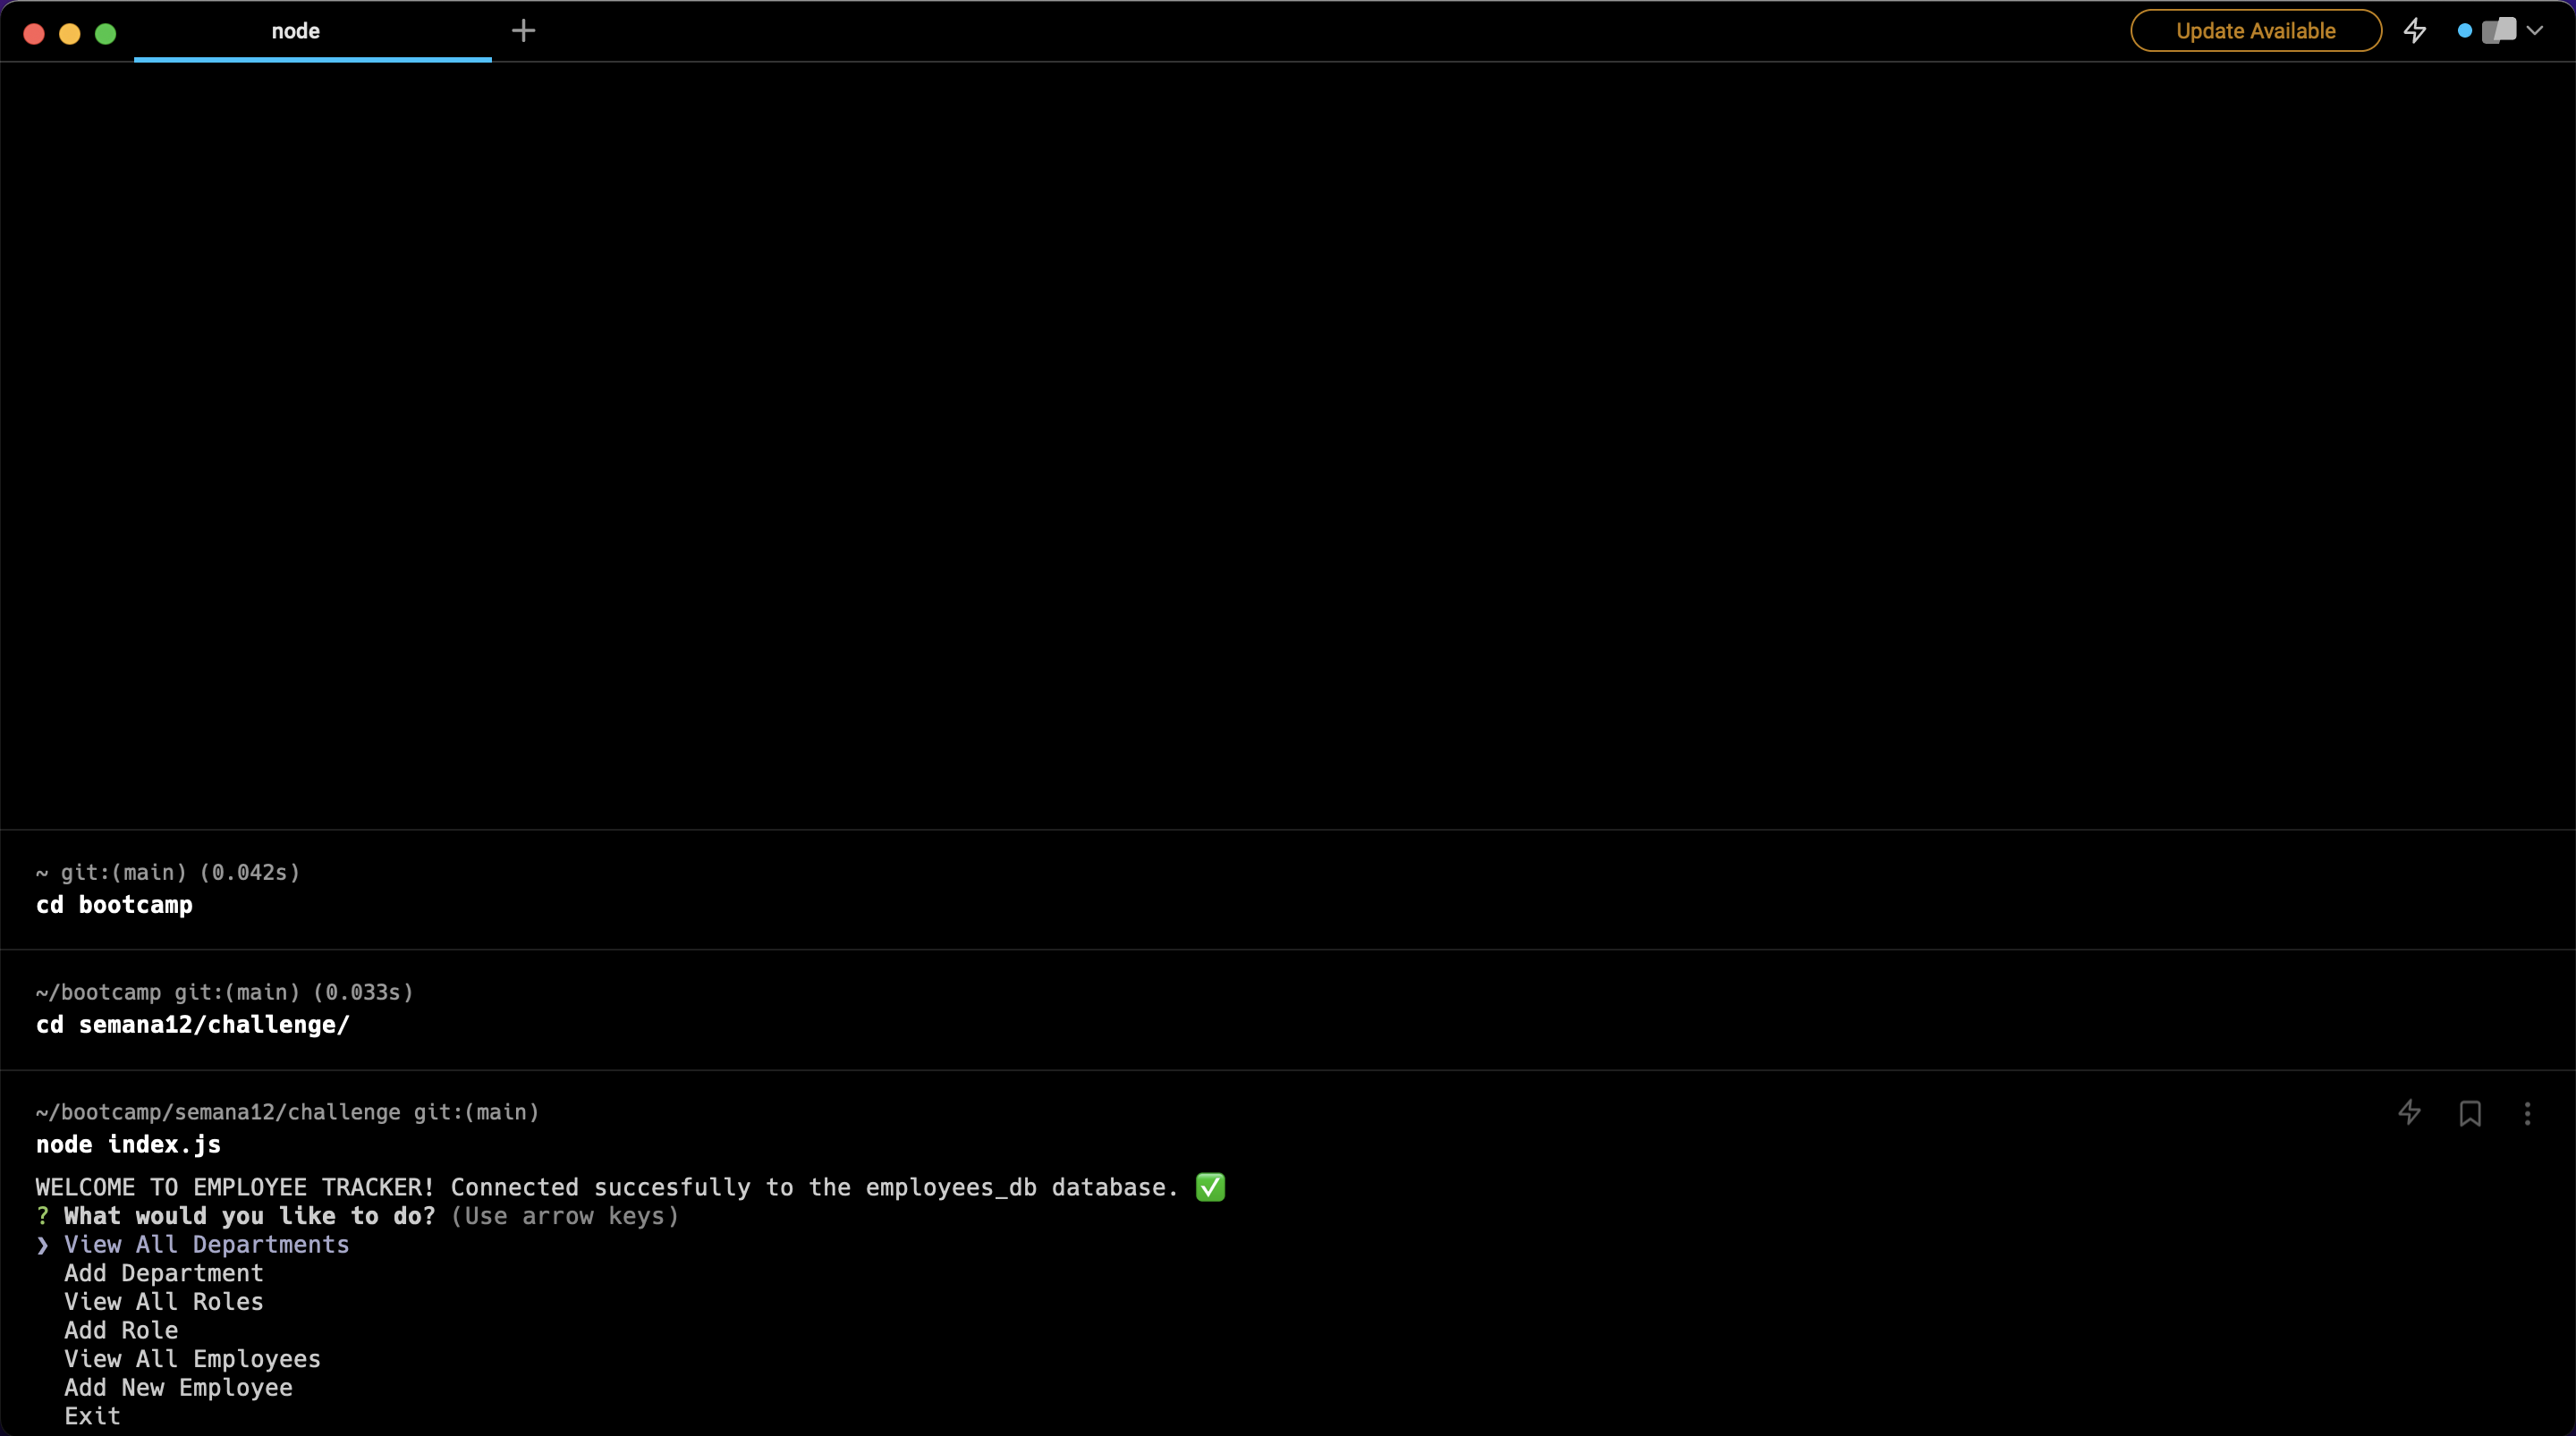 node
Update Available
~ git:(main) (0.042s)
cd bootcamp
~/bootcamp git:(main) (0.033s)
cd semana12/challenge/
~/bootcamp/semana12/challenge git:(main)
node index.js
WELCOME TO EMPLOYEE TRACKER! Connected succesfully to the employees_db database. ✅
? What would you like to do? (Use arrow keys)
❯ View All Departments
Add Department
View All Roles
Add Role
View All Employees
Add New Employee
Exit